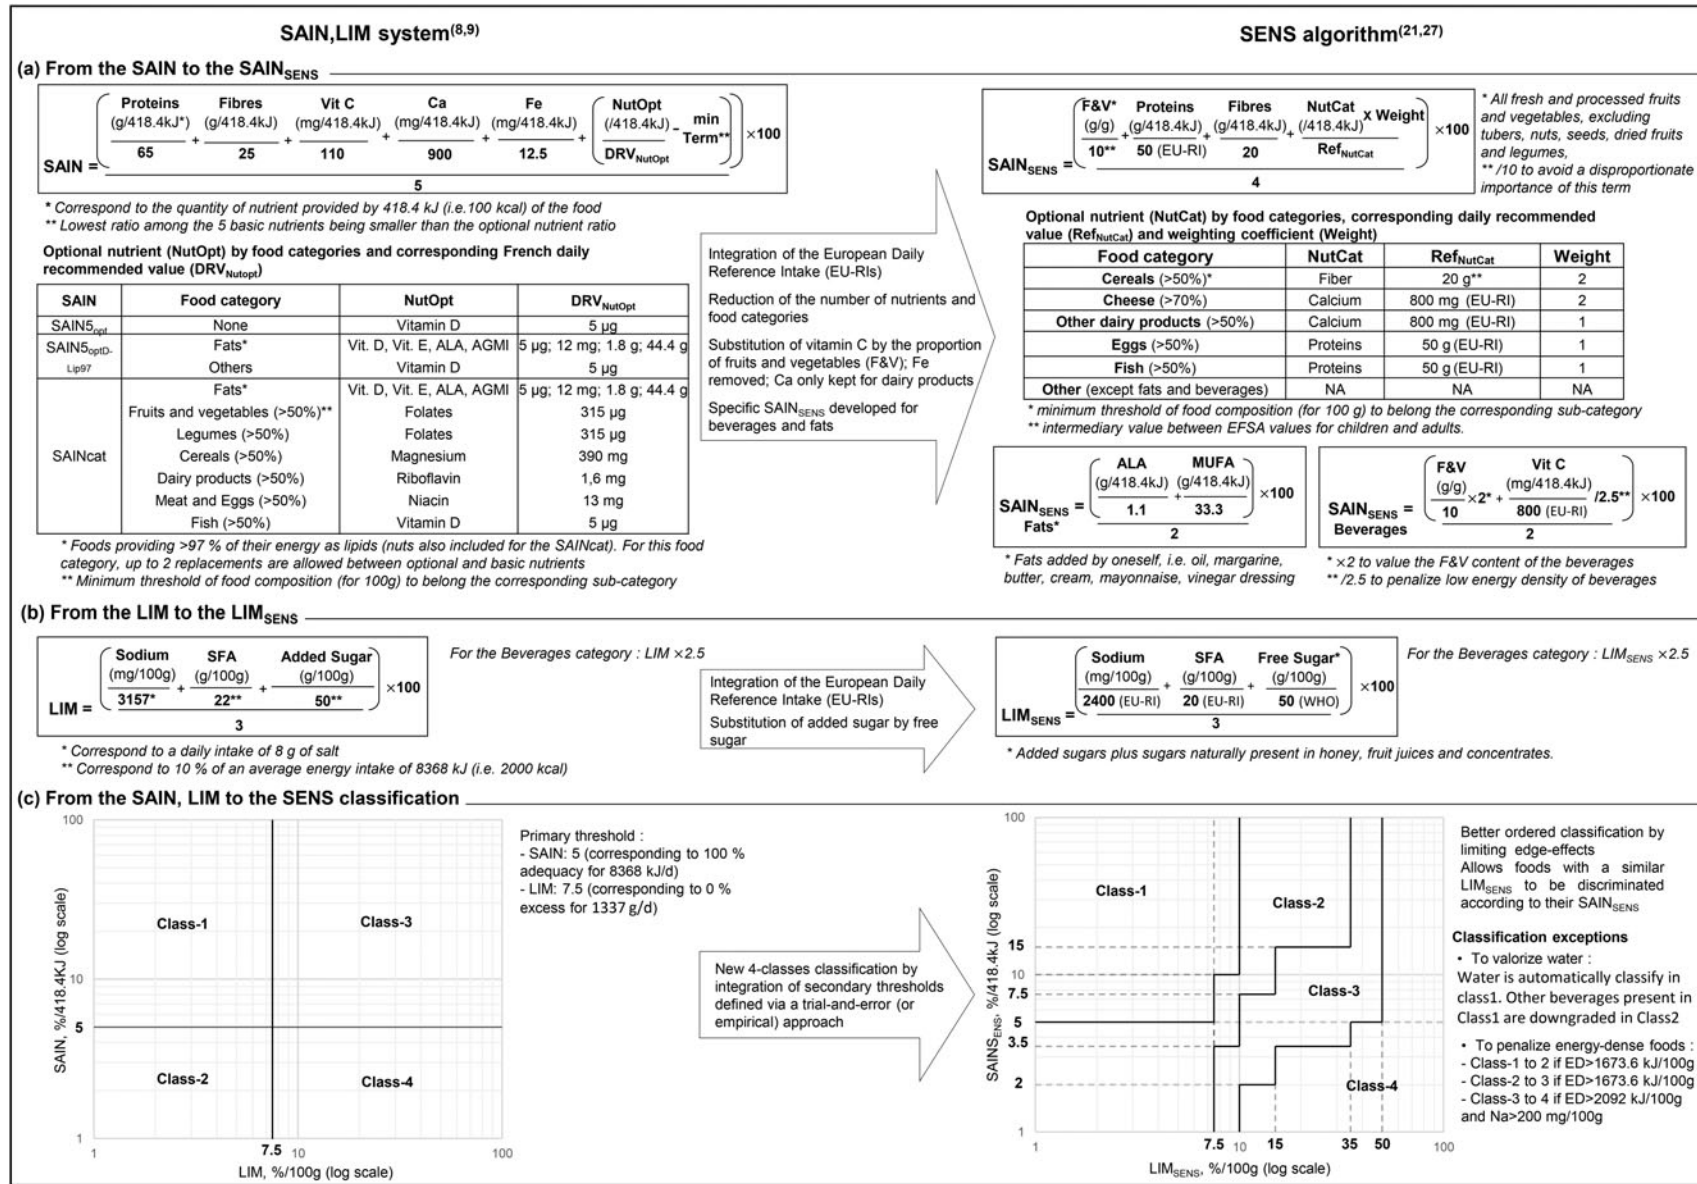 SAIN,LIM system(8,9)
SENS algorithm(21,27)
(a) From the SAIN to the SAINSENS
SAIN =
Proteins
(g/418.4kJ*)
65
+
Fibres
(g/418.4kJ)
25
+
Vit C
(mg/418.4kJ)
110
+
Ca
(mg/418.4kJ)
900
+
Fe
(mg/418.4kJ)
12.5
+
NutOpt
(/418.4kJ)
DRVNutOpt
- min
Term**
×100
5
* Correspond to the quantity of nutrient provided by 418.4 kJ (i.e.100 kcal) of the food
** Lowest ratio among the 5 basic nutrients being smaller than the optional nutrient ratio
Optional nutrient (NutOpt) by food categories and corresponding French daily
recommended value (DRVNutopt)
SAIN Food category NutOpt DRVNutOpt
SAIN5opt None Vitamin D 5 µg
SAIN5optD-Lip97 Fats* Vit. D, Vit. E, ALA, AGMI 5 µg; 12 mg; 1.8 g; 44.4 g
Others Vitamin D 5 µg
SAINcat Fats* Vit. D, Vit. E, ALA, AGMI 5 µg; 12 mg; 1.8 g; 44.4 g
Fruits and vegetables (>50%)** Folates 315 µg
Legumes (>50%) Folates 315 µg
Cereals (>50%) Magnesium 390 mg
Dairy products (>50%) Riboflavin 1,6 mg
Meat and Eggs (>50%) Niacin 13 mg
Fish (>50%) Vitamin D 5 µg
* Foods providing >97 % of their energy as lipids (nuts also included for the SAINcat). For this food
category, up to 2 replacements are allowed between optional and basic nutrients
** Minimum threshold of food composition (for 100g) to belong the corresponding sub-category
Integration of the European Daily
Reference Intake (EU-RIs)
Reduction of the number of nutrients and
food categories
Substitution of vitamin C by the proportion
of fruits and vegetables (F&V); Fe
removed; Ca only kept for dairy products
Specific SAINSENS developed for
beverages and fats
SAINSENS =
F&V*
(g/g)
10**
+
Proteins
(g/418.4kJ)
50 (EU-RI)
+
Fibres
(g/418.4kJ)
20
+
NutCat
(/418.4kJ)
RefNutCat
x Weight
×100
4
* All fresh and processed fruits
and vegetables, excluding
tubers, nuts, seeds, dried fruits
and legumes,
** /10 to avoid a disproportionate
importance of this term
Optional nutrient (NutCat) by food categories, corresponding daily recommended
value (RefNutCat) and weighting coefficient (Weight)
Food category NutCat RefNutCat Weight
Cereals (>50%)* Fiber 20 g** 2
Cheese (>70%) Calcium 800 mg (EU-RI) 2
Other dairy products (>50%) Calcium 800 mg (EU-RI) 1
Eggs (>50%) Proteins 50 g (EU-RI) 1
Fish (>50%) Proteins 50 g (EU-RI) 1
Other (except fats and beverages) NA NA NA
* minimum threshold of food composition (for 100 g) to belong the corresponding sub-category
** intermediary value between EFSA values for children and adults.
SAINSENS =
Fats*
ALA
(g/418.4kJ)
1.1
+
MUFA
(g/418.4kJ)
33.3
×100
2
* Fats added by oneself, i.e. oil, margarine,
butter, cream, mayonnaise, vinegar dressing
SAINSENS =
Beverages
F&V
(g/g)
10
×2* +
Vit C
(mg/418.4kJ)
800 (EU-RI)
/2.5**
×100
2
* ×2 to value the F&V content of the beverages
** /2.5 to penalize low energy density of beverages
(b) From the LIM to the LIMSENS
LIM =
Sodium
(mg/100g)
3157*
+
SFA
(g/100g)
22**
+
Added Sugar
(g/100g)
50**
×100
3
For the Beverages category : LIM ×2.5
* Correspond to a daily intake of 8 g of salt
** Correspond to 10 % of an average energy intake of 8368 kJ (i.e. 2000 kcal)
Integration of the European Daily
Reference Intake (EU-RIs)
Substitution of added sugar by free
sugar
LIMSENS =
Sodium
(mg/100g)
2400 (EU-RI)
+
SFA
(g/100g)
20 (EU-RI)
+
Free Sugar*
(g/100g)
50 (WHO)
×100
3
For the Beverages category : LIMSENS ×2.5
* Added sugars plus sugars naturally present in honey, fruit juices and concentrates.
(c) From the SAIN, LIM to the SENS classification
SAIN, %/418.4KJ (log scale)
100
10
5
1
Class-1
Class-3
Class-2
Class-4
1 7.5 10 100
LIM, %/100g (log scale)
Primary threshold :
- SAIN: 5 (corresponding to 100 %
adequacy for 8368 kJ/d)
- LIM: 7.5 (corresponding to 0 %
excess for 1337 g/d)
New 4-classes classification by
integration of secondary thresholds
defined via a trial-and-error (or
empirical) approach
SAINSENS, %/418.4kJ (log scale)
100
15
10
7.5
5
3.5
2
1
Class-1
Class-2
Class-3
Class-4
1 7.5 10 15 35 50 100
LIMSENS, %/100g (log scale)
Better ordered classification by
limiting edge-effects
Allows foods with a similar
LIMSENS to be discriminated
according to their SAINSENS
Classification exceptions
• To valorize water :
Water is automatically classify in
class1. Other beverages present in
Class1 are downgraded in Class2
• To penalize energy-dense foods :
- Class-1 to 2 if ED>1673.6 kJ/100g
- Class-2 to 3 if ED>1673.6 kJ/100g
- Class-3 to 4 if ED>2092 kJ/100g
and Na>200 mg/100g